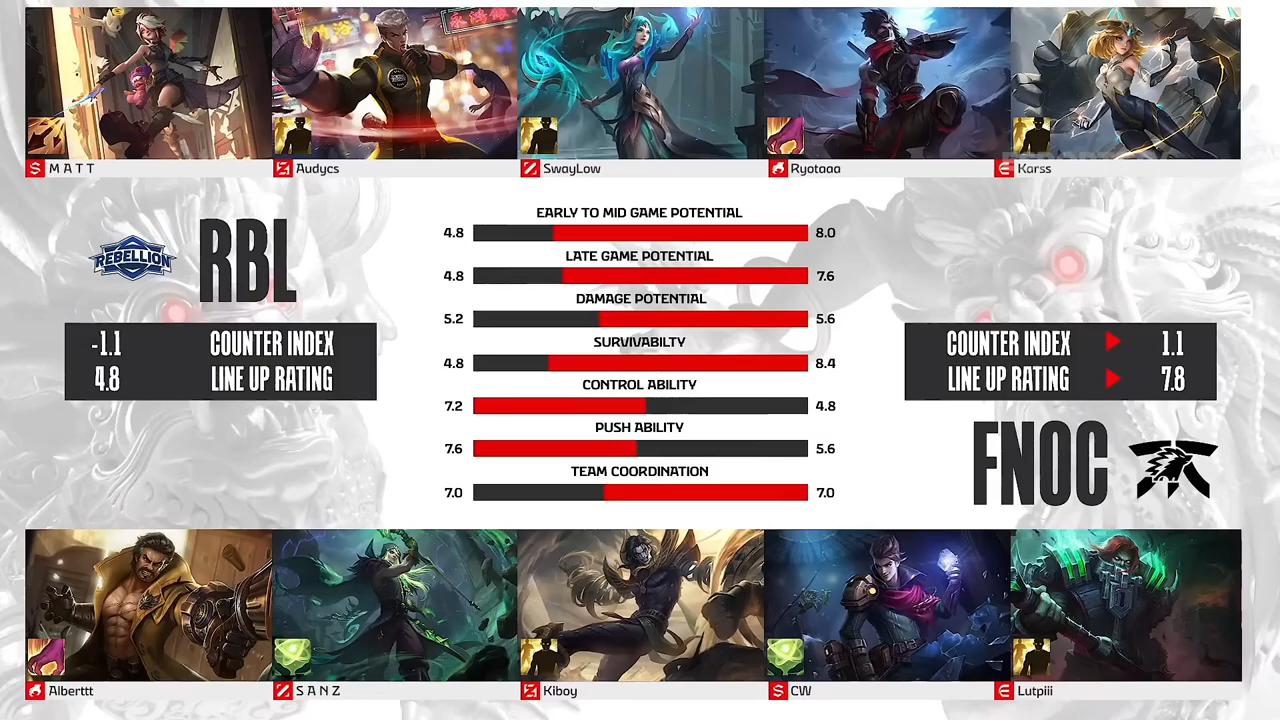 MATT
Audycs
SwayLow
Ryotaaa
Karss
REBELLION
RBL
-1.1 COUNTER INDEX
4.8 LINE UP RATING
EARLY TO MID GAME POTENTIAL
4.8 8.0
LATE GAME POTENTIAL
4.8 7.6
DAMAGE POTENTIAL
5.2 5.6
SURVIVABILTY
4.8 8.4
CONTROL ABILITY
7.2 4.8
PUSH ABILITY
7.6 5.6
TEAM COORDINATION
7.0 7.0
COUNTER INDEX 1.1
LINE UP RATING 7.8
FNOC
Alberttt
SANZ
Kiboy
CW
Lutpiii